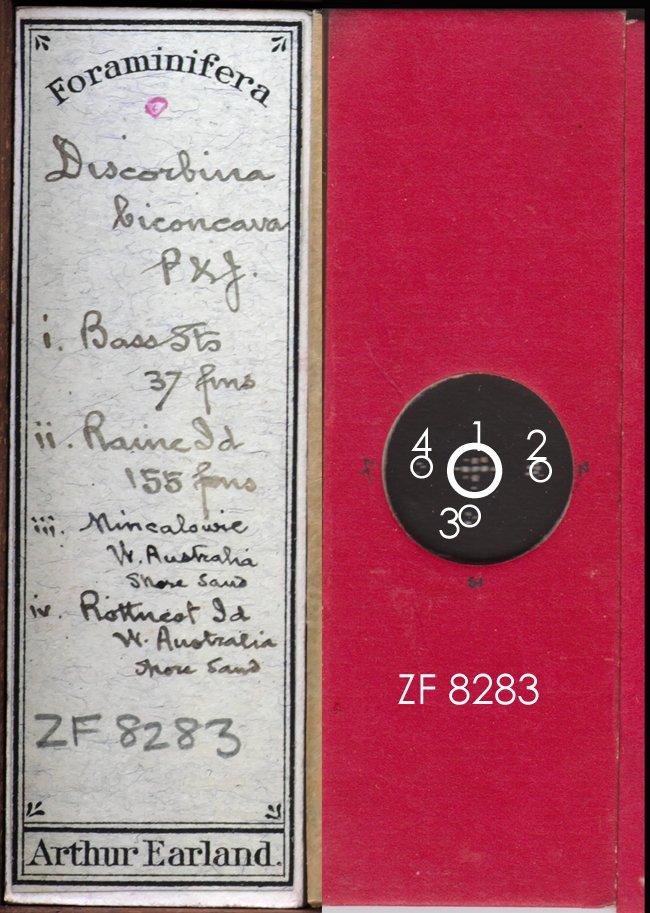 Foraminifera
Discorbina
biconcava
P & J.
i. Bass Sts
37 fms
ii. Raine Id
155 fms
iii. Mincalowie
W. Australia
Shore Sand
iv. Rottnest Id
W. Australia
Shore Sand
ZF 8283
Arthur Earland.
4
1
2
3
ZF 8283